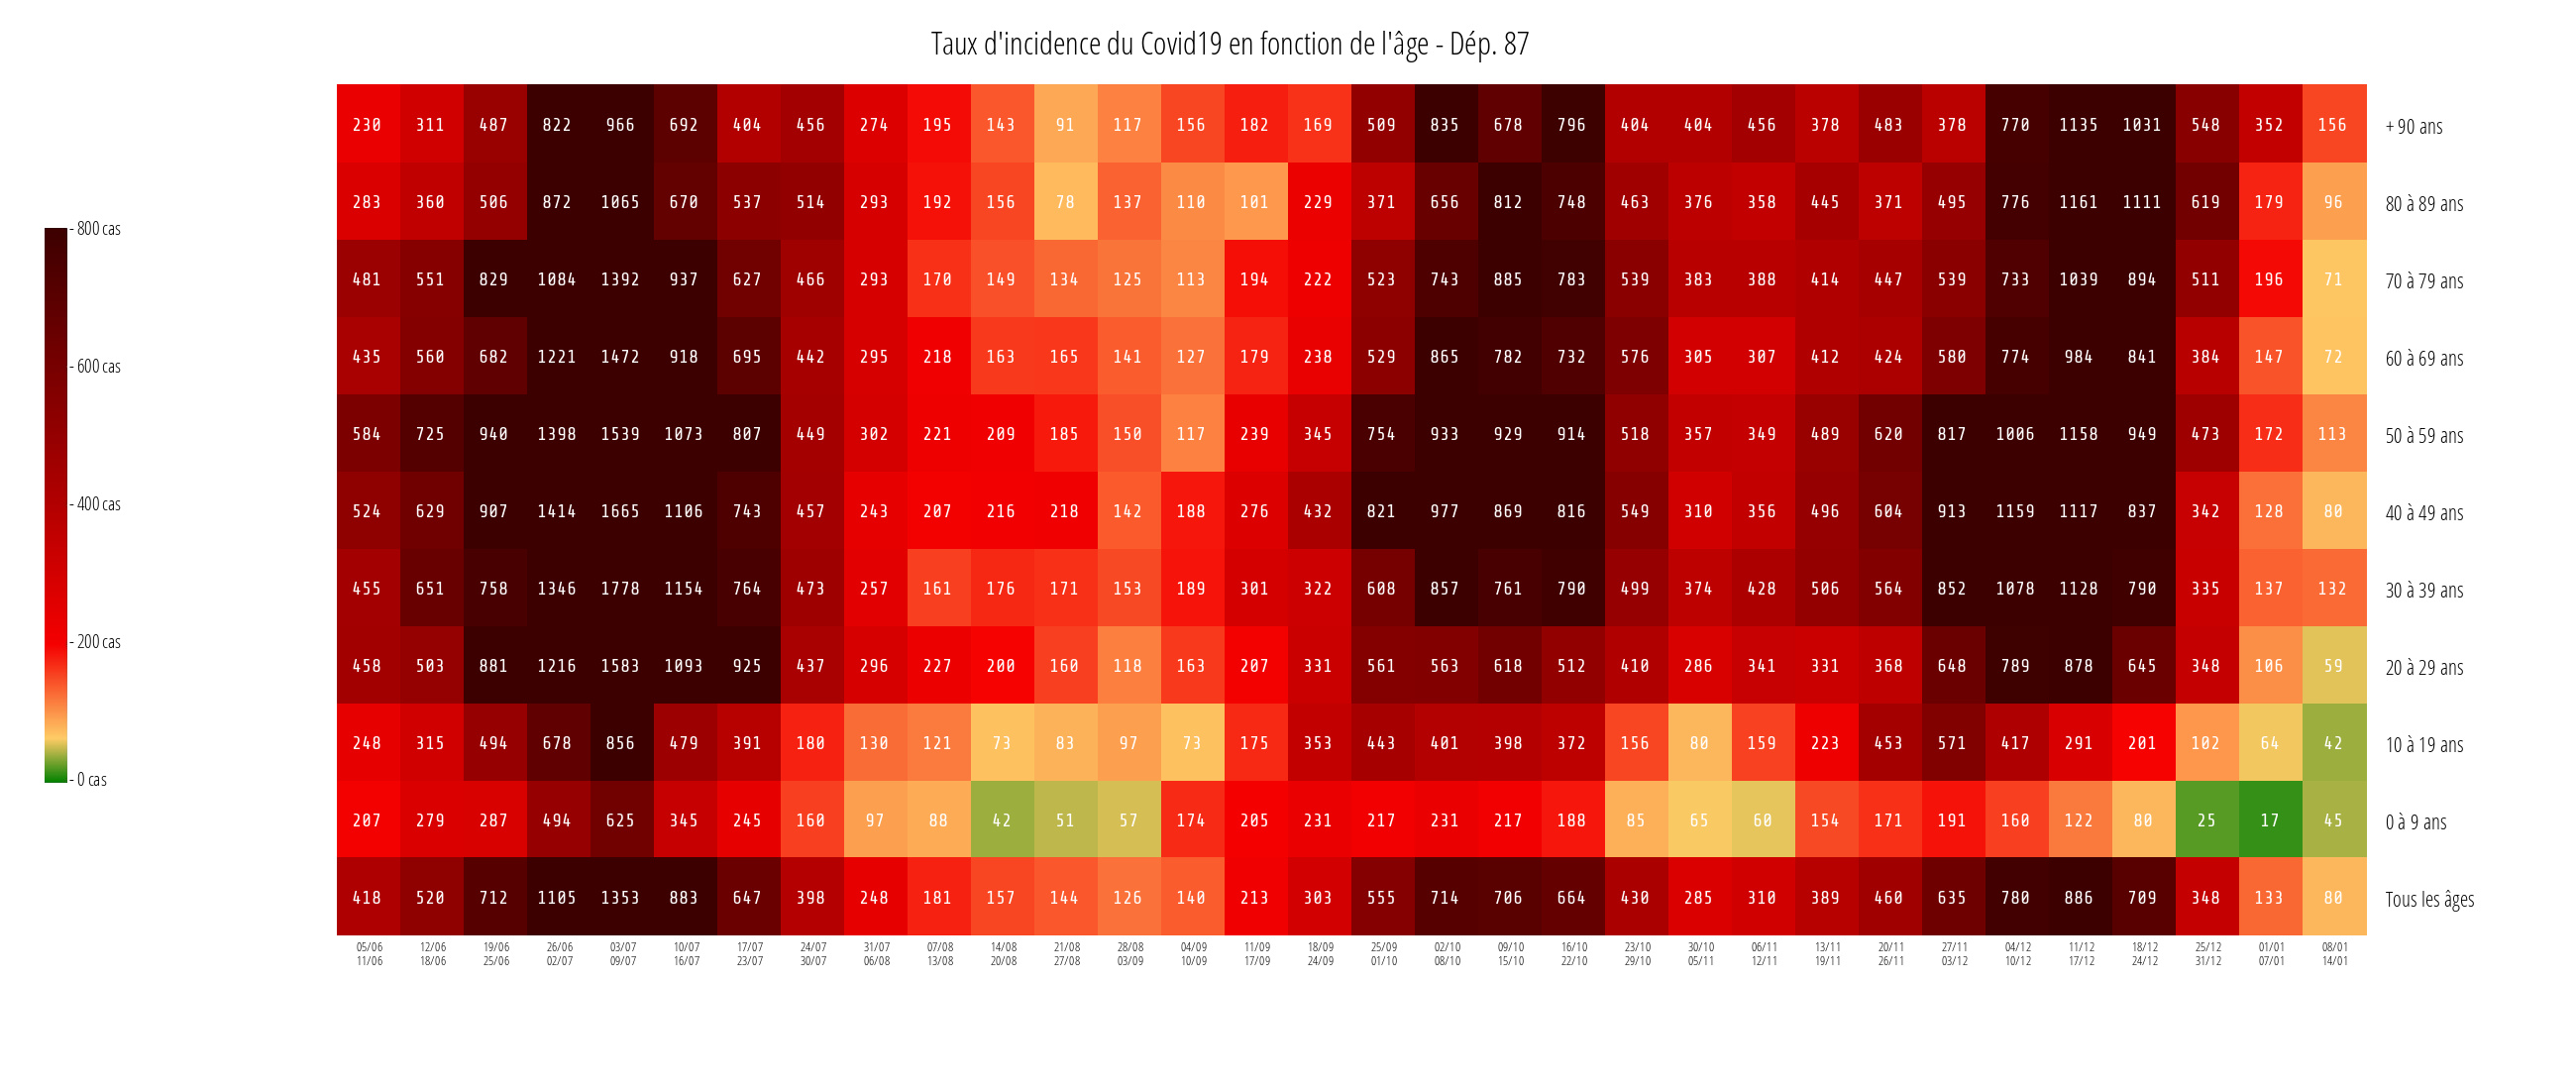 Taux d'incidence du Covid19 en fonction de l'âge - Dép. 87
- 800 cas
- 600 cas
- 400 cas
- 200 cas
- 0 cas
230 311 487 822 966 692 404 456 274 195 143 91 117 156 182 169 509 835 678 796 404 404 456 378 483 378 770 1135 1031 548 352 156 + 90 ans
283 360 506 872 1065 670 537 514 293 192 156 78 137 110 101 229 371 656 812 748 463 376 358 445 371 495 776 1161 1111 619 179 96 80 à 89 ans
481 551 829 1084 1392 937 627 466 293 170 149 134 125 113 194 222 523 743 885 783 539 383 388 414 447 539 733 1039 894 511 196 71 70 à 79 ans
435 560 682 1221 1472 918 695 442 295 218 163 165 141 127 179 238 529 865 782 732 576 305 307 412 424 580 774 984 841 384 147 72 60 à 69 ans
584 725 940 1398 1539 1073 807 449 302 221 209 185 150 117 239 345 754 933 929 914 518 357 349 489 620 817 1006 1158 949 473 172 113 50 à 59 ans
524 629 907 1414 1665 1106 743 457 243 207 216 218 142 188 276 432 821 977 869 816 549 310 356 496 604 913 1159 1117 837 342 128 80 40 à 49 ans
455 651 758 1346 1778 1154 764 473 257 161 176 171 153 189 301 322 608 857 761 790 499 374 428 506 564 852 1078 1128 790 335 137 132 30 à 39 ans
458 503 881 1216 1583 1093 925 437 296 227 200 160 118 163 207 331 561 563 618 512 410 286 341 331 368 648 789 878 645 348 106 59 20 à 29 ans
248 315 494 678 856 479 391 180 130 121 73 83 97 73 175 353 443 401 398 372 156 80 159 223 453 571 417 291 201 102 64 42 10 à 19 ans
207 279 287 494 625 345 245 160 97 88 42 51 57 174 205 231 217 231 217 188 85 65 60 154 171 191 160 122 80 25 17 45 0 à 9 ans
418 520 712 1105 1353 883 647 398 248 181 157 144 126 140 213 303 555 714 706 664 430 285 310 389 460 635 780 886 709 348 133 80 Tous les âges
05/06 12/06 19/06 26/06 03/07 10/07 17/07 24/07 31/07 07/08 14/08 21/08 28/08 04/09 11/09 18/09 25/09 02/10 09/10 16/10 23/10 30/10 06/11 13/11 20/11 27/11 04/12 11/12 18/12 25/12 01/01 08/01
11/06 18/06 25/06 02/07 09/07 16/07 23/07 30/07 06/08 13/08 20/08 27/08 03/09 10/09 17/09 24/09 01/10 08/10 15/10 22/10 29/10 05/11 12/11 19/11 26/11 03/12 10/12 17/12 24/12 31/12 07/01 14/01